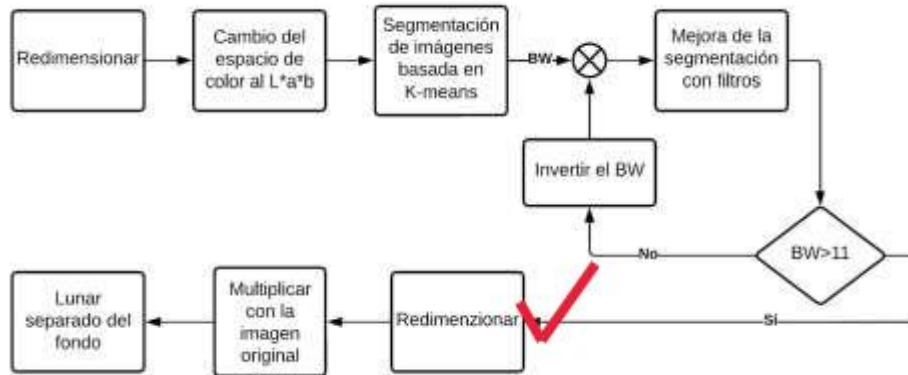 Redimensionar
Cambio del
espacio de
color al L*a*b
Segmentación
de imágenes
basada en
K-means
BW
Mejora de la
segmentación
con filtros
Invertir el BW
BW>11
No
Si
Redimenzionar
Multiplicar
con la
imagen
original
Lunar
separado del
fondo